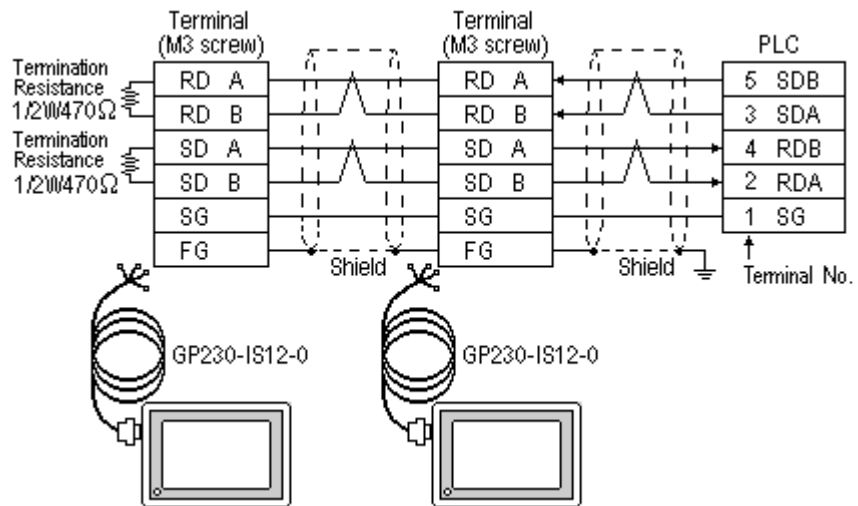 Terminal
(M3 screw)
Terminal
(M3 screw)
PLC
Termination
Resistance
1/2W470Ω
Termination
Resistance
1/2W470Ω
RD A
RD B
SD A
SD B
SG
FG
Shield
RD A
RD B
SD A
SD B
SG
FG
Shield
5 SDB
3 SDA
4 RDB
2 RDA
1 SG
Terminal No.
GP230-IS12-0
GP230-IS12-0